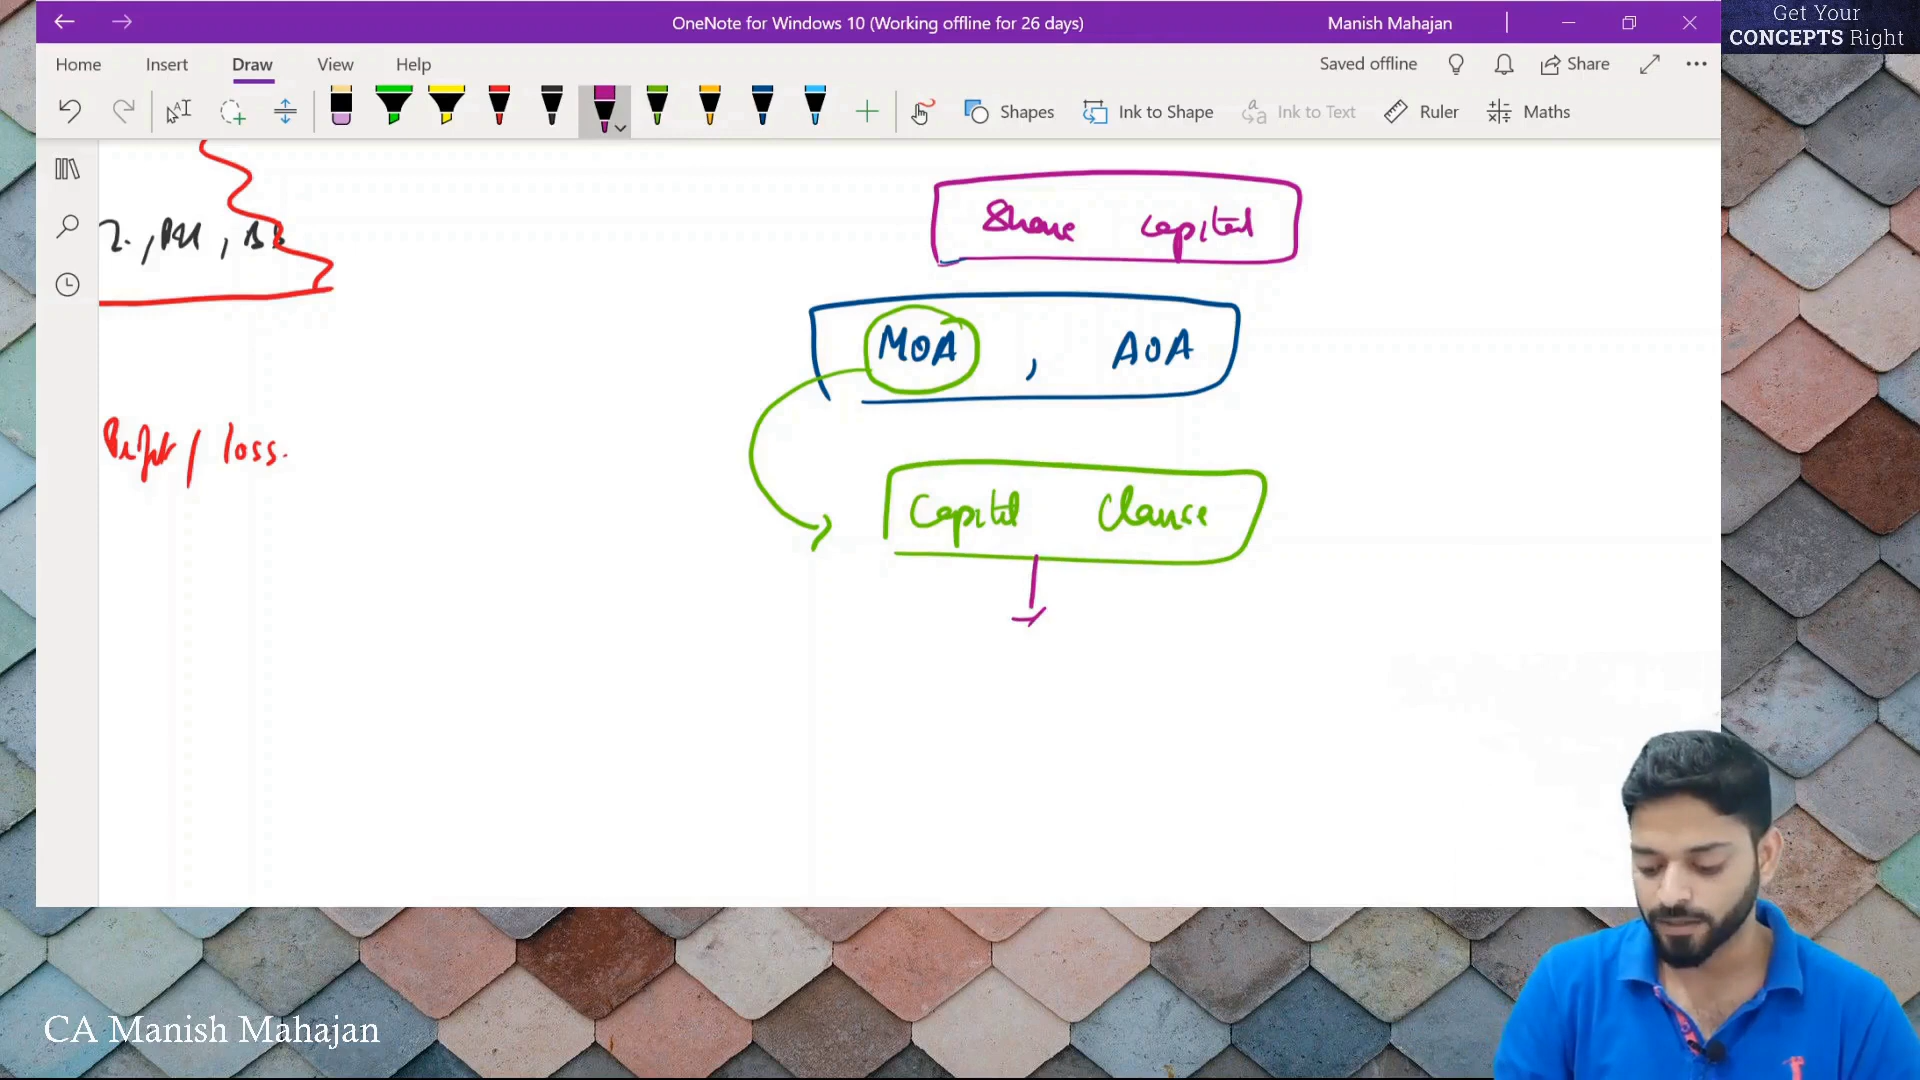 Get Your
CONCEPTS Right
OneNote for Windows 10 (Working offline for 26 days)
Manish Mahajan
Home Insert Draw View Help
Saved offline
Share
Shapes
Ink to Shape
Ink to Text
Ruler
Maths
Share capital
MOA , AOA
/ loss.
Capital Clause
CA Manish Mahajan